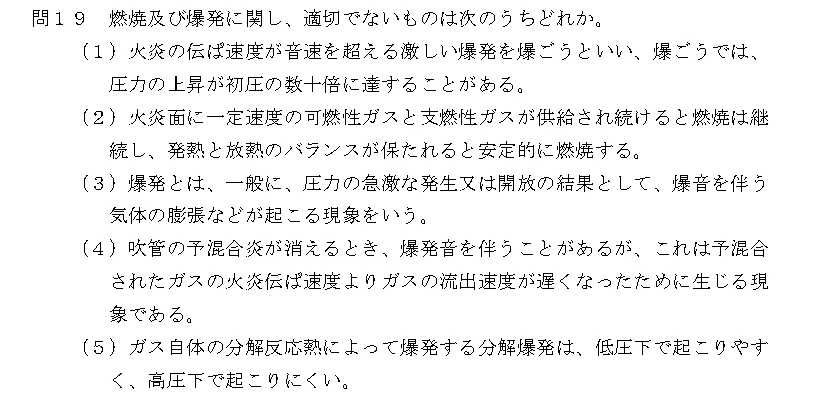 問１９　燃焼及び爆発に関し、適切でないものは次のうちどれか。
（１）火炎の伝ぱ速度が音速を超える激しい爆発を爆ごうといい、爆ごうでは、
圧力の上昇が初圧の数十倍に達することがある。
（２）火炎面に一定速度の可燃性ガスと支燃性ガスが供給され続けると燃焼は継
続し、発熱と放熱のバランスが保たれると安定的に燃焼する。
（３）爆発とは、一般に、圧力の急激な発生又は開放の結果として、爆音を伴う
気体の膨張などが起こる現象をいう。
（４）吹管の予混合炎が消えるとき、爆発音を伴うことがあるが、これは予混合
されたガスの火炎伝ぱ速度よりガスの流出速度が遅くなったために生じる現
象である。
（５）ガス自体の分解反応熱によって爆発する分解爆発は、低圧下で起こりやす
く、高圧下で起こりにくい。